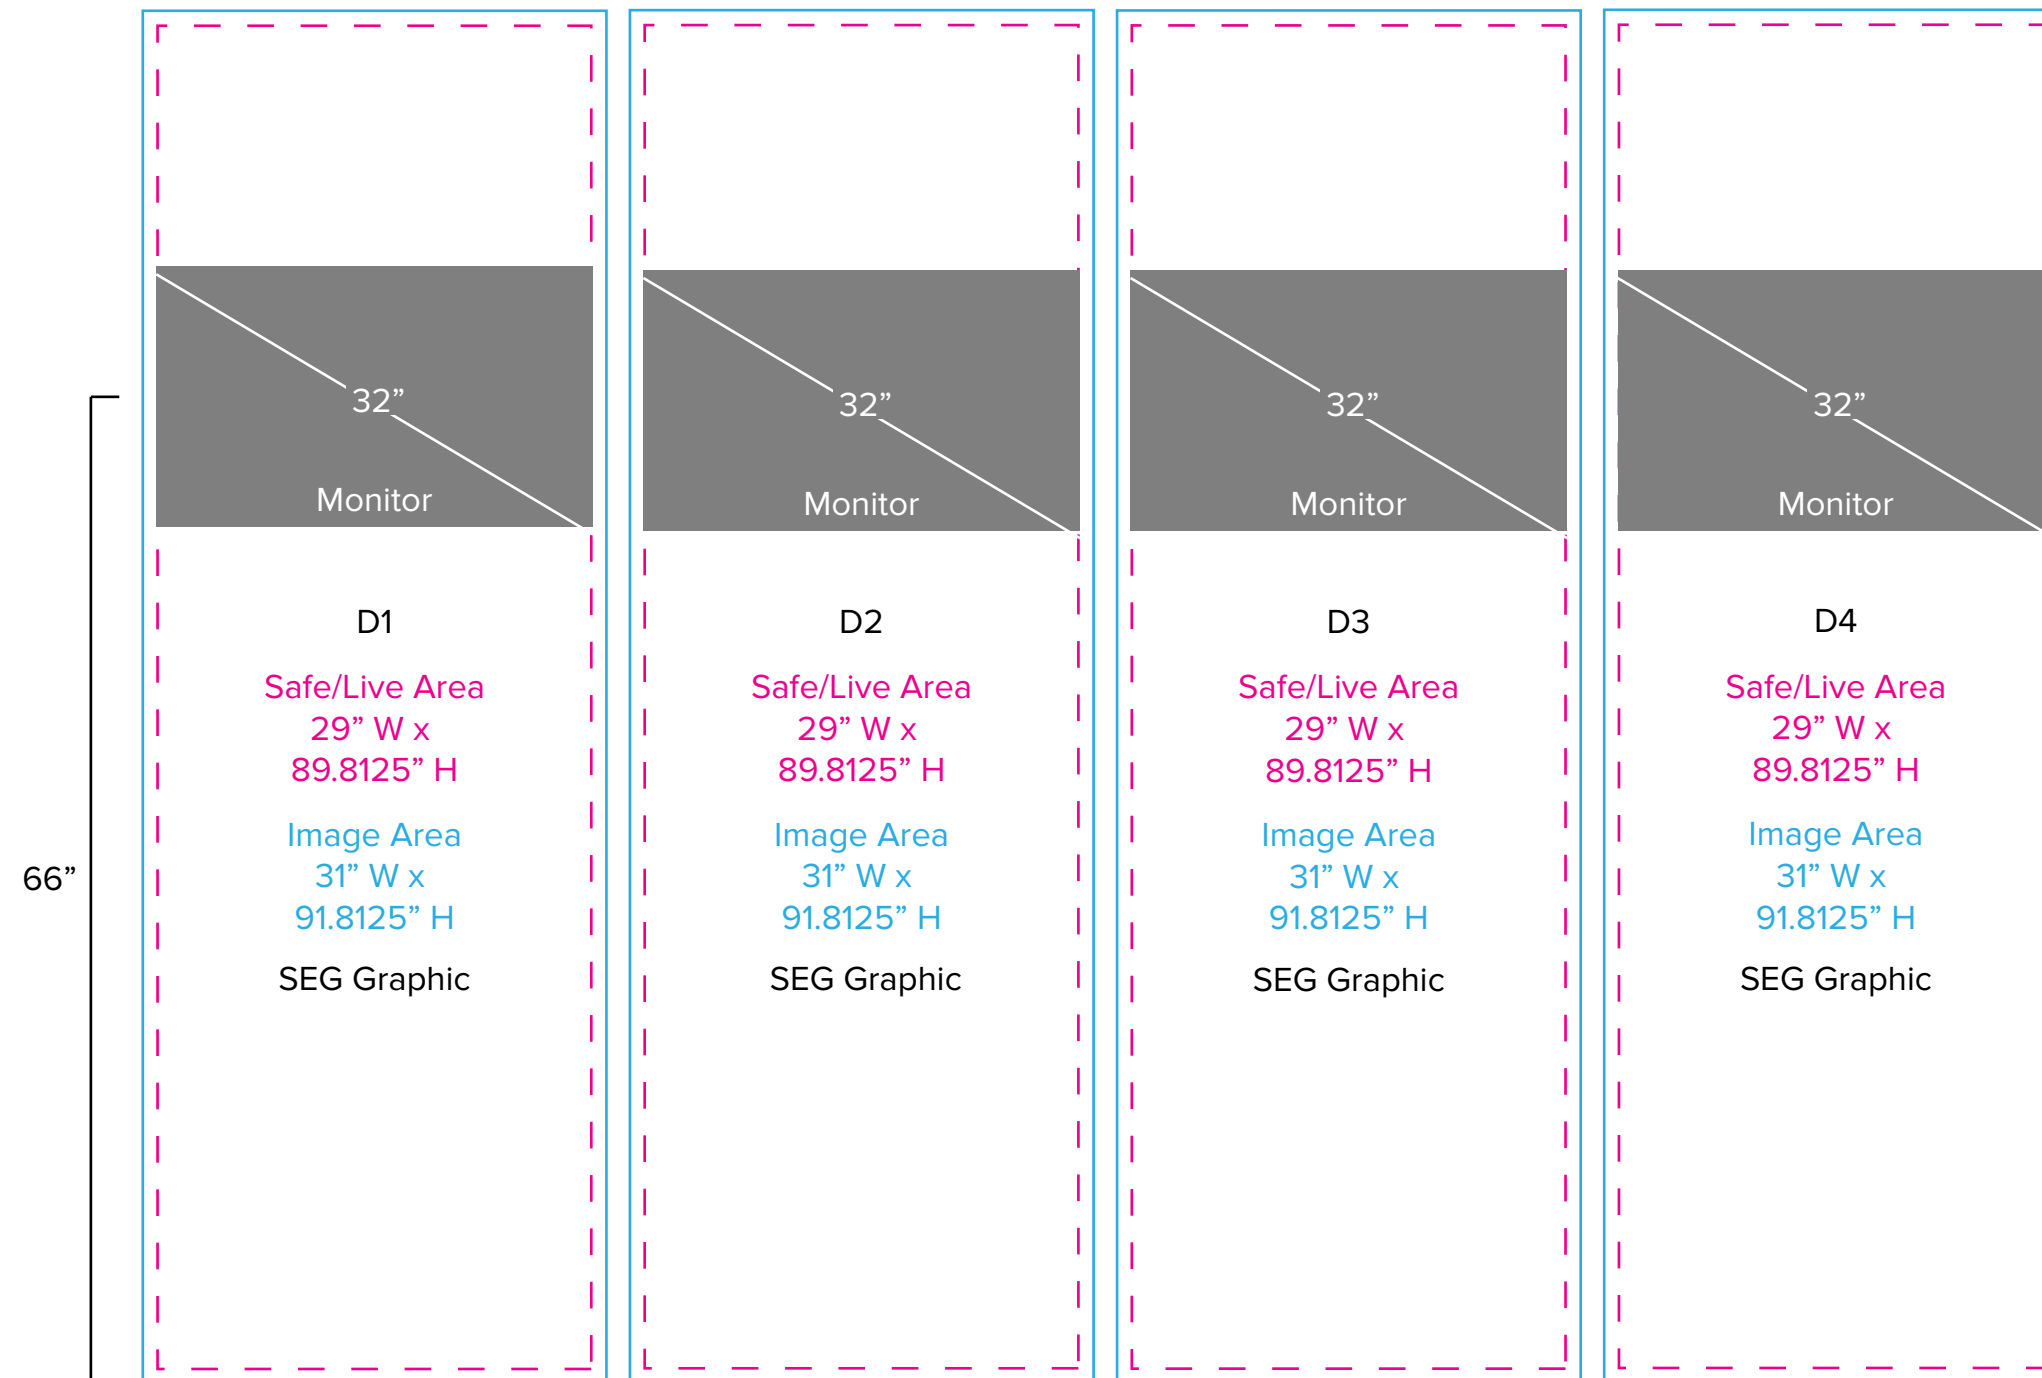 66”
32”
Monitor
D1
Safe/Live Area
29” W x
89.8125” H
Image Area
31” W x
91.8125” H
SEG Graphic
32”
Monitor
D2
Safe/Live Area
29” W x
89.8125” H
Image Area
31” W x
91.8125” H
SEG Graphic
32”
Monitor
D3
Safe/Live Area
29” W x
89.8125” H
Image Area
31” W x
91.8125” H
SEG Graphic
32”
Monitor
D4
Safe/Live Area
29” W x
89.8125” H
Image Area
31” W x
91.8125” H
SEG Graphic